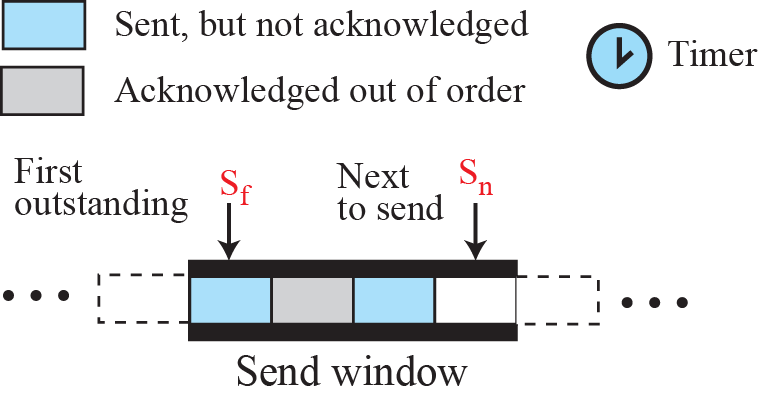 Sent, but not acknowledged
Timer
Acknowledged out of order
First
outstanding
Sf
Next
to send
Sn
Send window